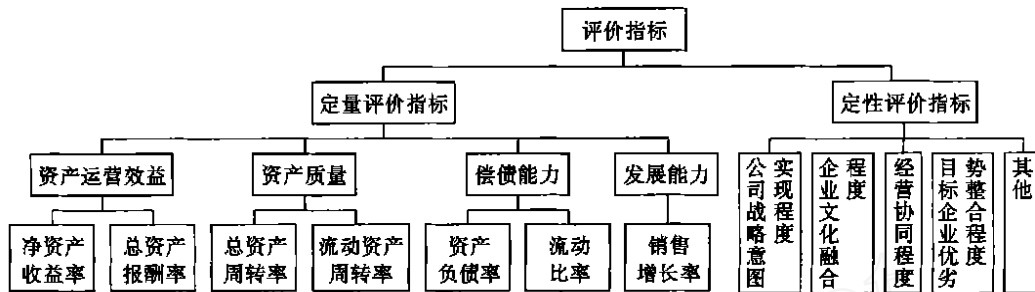 评价指标
定量评价指标
定性评价指标
资产运营效益
资产质量
偿债能力
发展能力
净资产
收益率
总资产
报酬率
总资产
周转率
流动资产
周转率
资产
负债率
流动
比率
销售
增长率
公司战略意图
实现程度
企业文化融合
程度
经营协同程度
目标企业优劣
势整合程度
其他